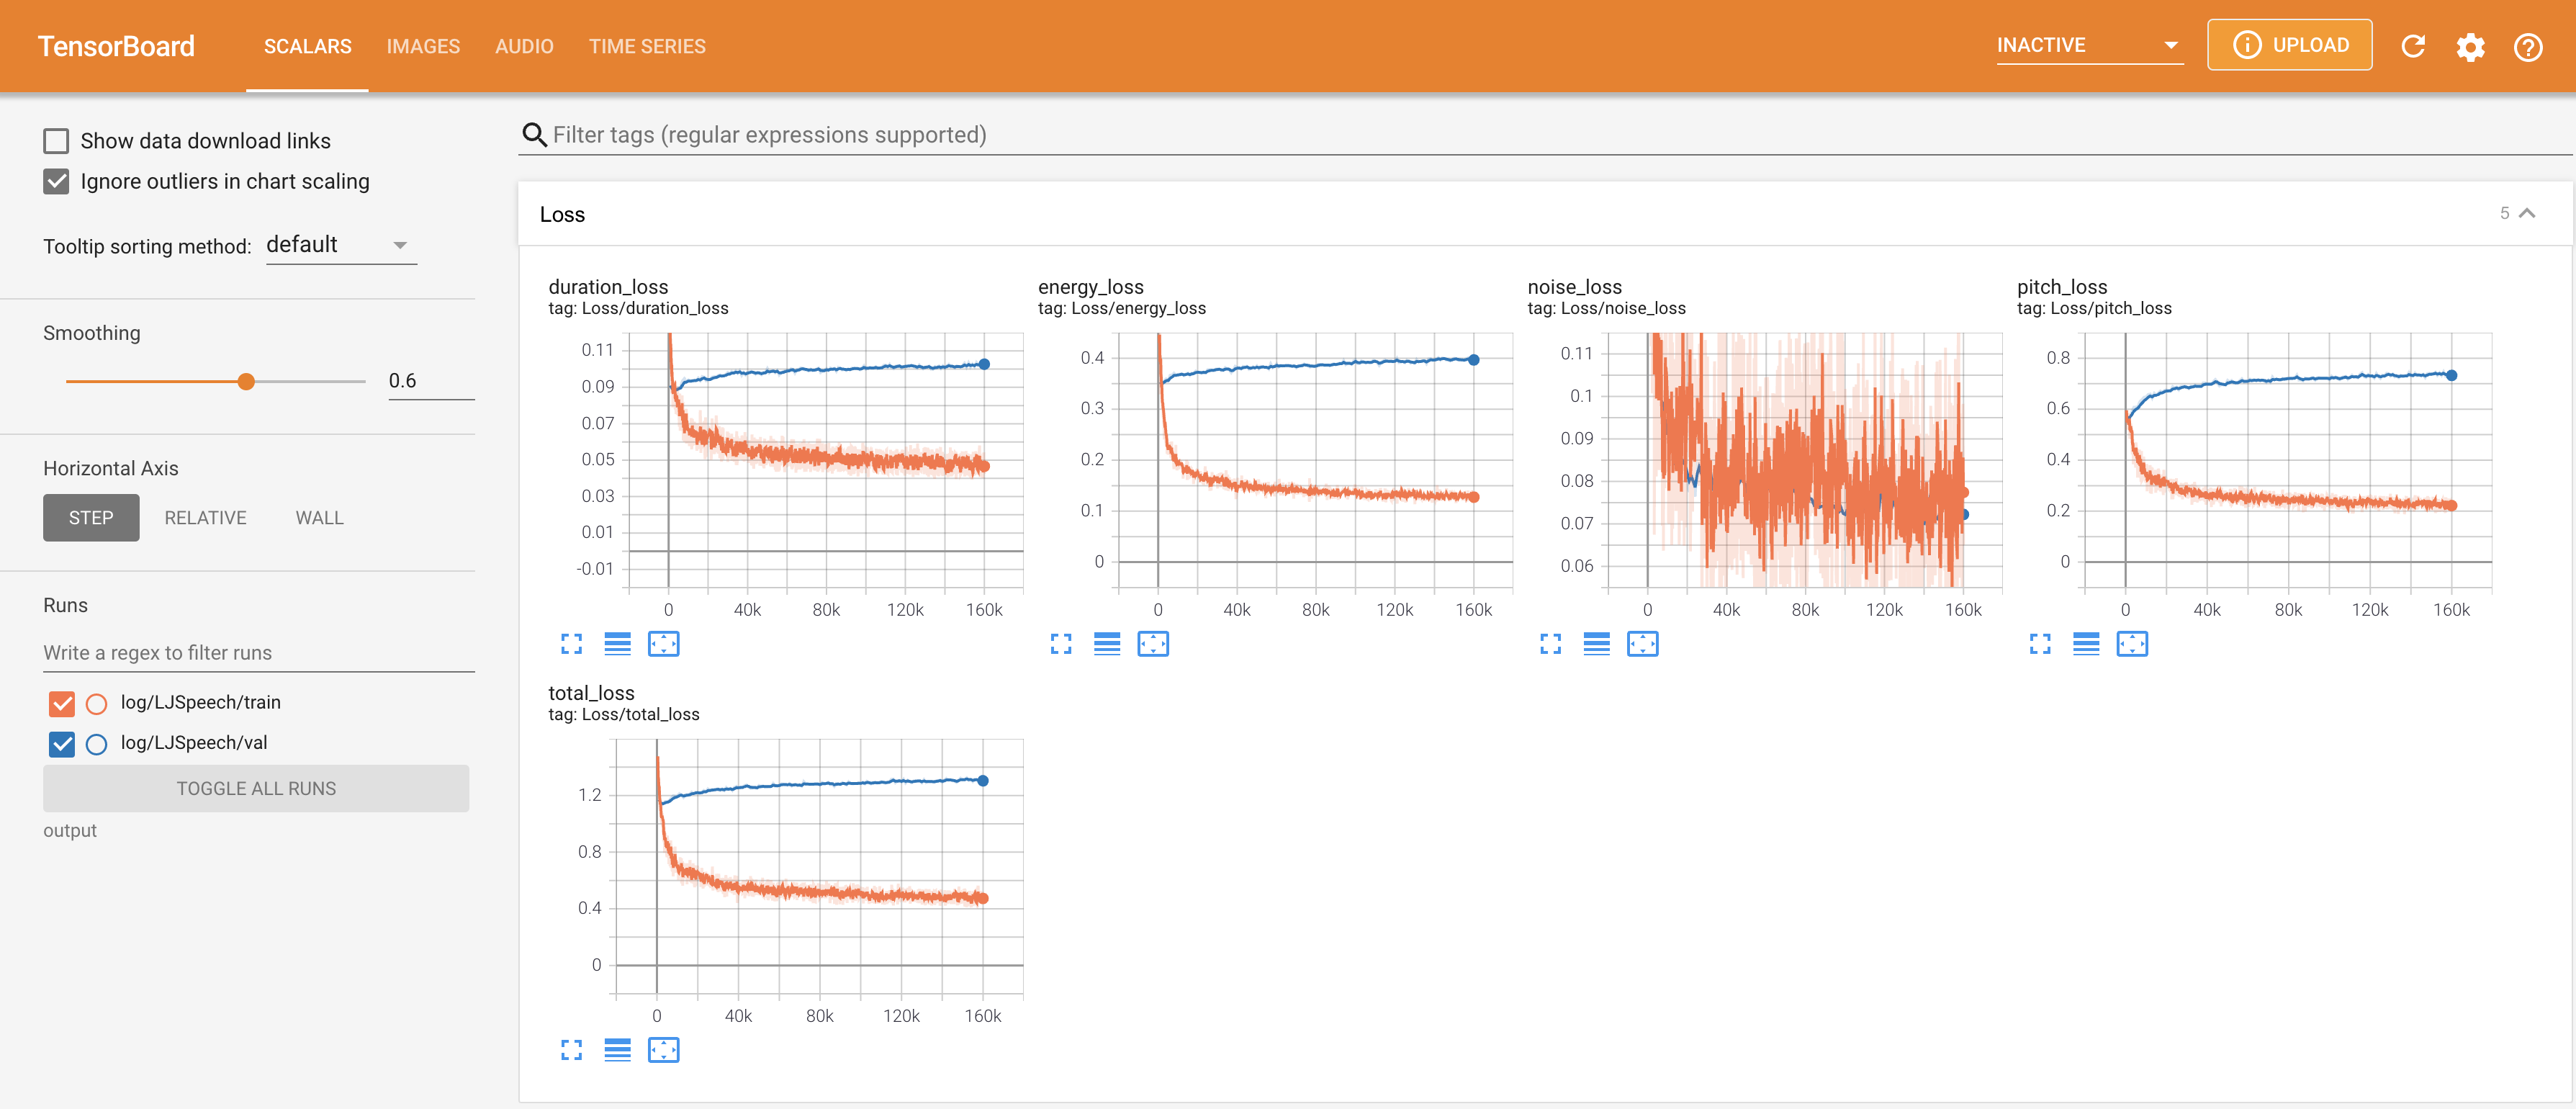 TensorBoard SCALARS IMAGES AUDIO TIME SERIES INACTIVE UPLOAD
Show data download links
Ignore outliers in chart scaling
Tooltip sorting method: default
Smoothing
0.6
Horizontal Axis
STEP RELATIVE WALL
Runs
Write a regex to filter runs
log/LJSpeech/train
log/LJSpeech/val
TOGGLE ALL RUNS
output
Filter tags (regular expressions supported)
Loss 5
duration_loss
tag: Loss/duration_loss
0.11
0.09
0.07
0.05
0.03
0.01
-0.01
0 40k 80k 120k 160k
energy_loss
tag: Loss/energy_loss
0.4
0.3
0.2
0.1
0
0 40k 80k 120k 160k
noise_loss
tag: Loss/noise_loss
0.11
0.1
0.09
0.08
0.07
0.06
0 40k 80k 120k 160k
pitch_loss
tag: Loss/pitch_loss
0.8
0.6
0.4
0.2
0
0 40k 80k 120k 160k
total_loss
tag: Loss/total_loss
1.2
0.8
0.4
0
0 40k 80k 120k 160k